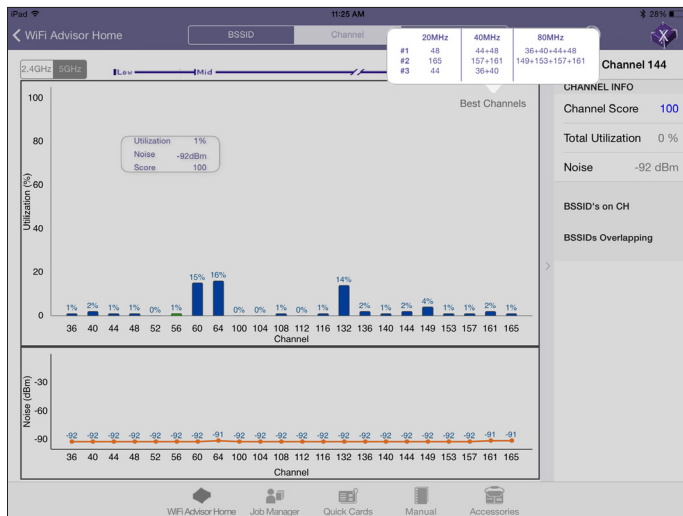 iPad 11:25 AM 28%
WiFi Advisor Home BSSID Channel
20MHz 40MHz 80MHz
#1 48 44+48 36+40+44+48
#2 165 157+161 149+153+157+161
#3 44 36+40
X
2.4GHz 5GHz Low Mid Channel 144
Best Channels
CHANNEL INFO
Channel Score 100
Total Utilization 0 %
Noise -92 dBm
BSSID's on CH
BSSIDs Overlapping
Utilization (%)
100
80
60
40
20
0
Utilization 1%
Noise -92dBm
Score 100
1% 2% 1% 1% 0% 1% 15% 16% 0% 0% 1% 0% 1% 14% 2% 1% 2% 4% 1% 1% 2% 1%
36 40 44 48 52 56 60 64 100 104 108 112 116 132 136 140 144 149 153 157 161 165
Channel
Noise (dBm)
-30
-60
-90
-92 -92 -92 -92 -92 -92 -92 -91 -92 -92 -92 -92 -92 -92 -92 -92 -92 -92 -92 -92 -91 -91
36 40 44 48 52 56 60 64 100 104 108 112 116 132 136 140 144 149 153 157 161 165
Channel
WiFi Advisor Home Job Manager Quick Cards Manual Accessories